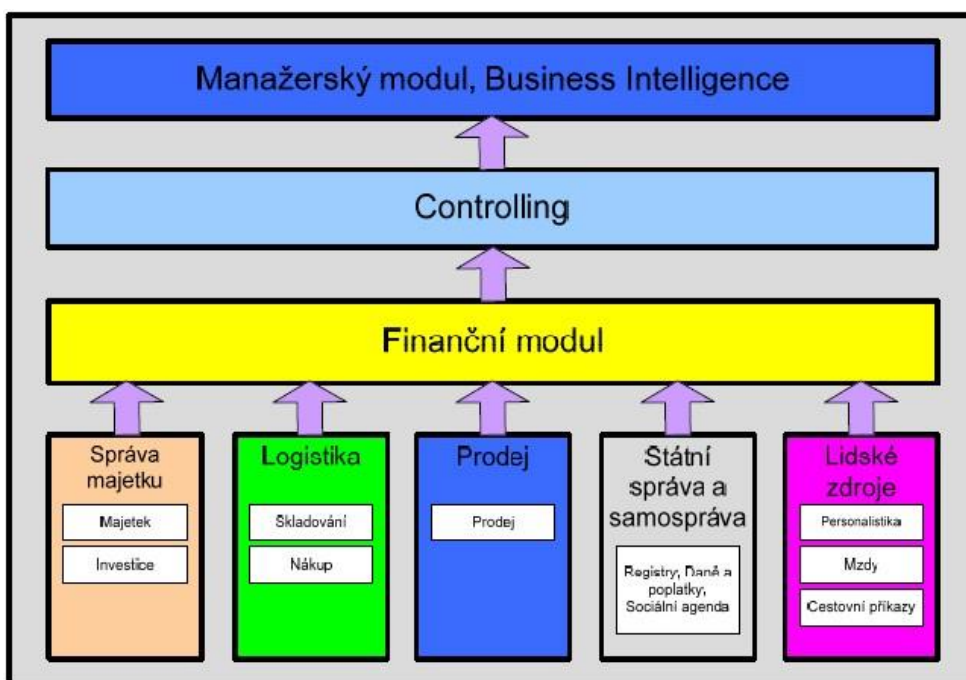 Manažerský modul, Business Intelligence
Controlling
Finanční modul
Správa
majetku
Majetek
Investice
Logistika
Skladování
Nákup
Prodej
Prodej
Státní
správa a
samospráva
Registry, Daně a
poplatky,
Sociální agenda
Lidské
zdroje
Personalistika
Mzdy
Cestovní příkazy